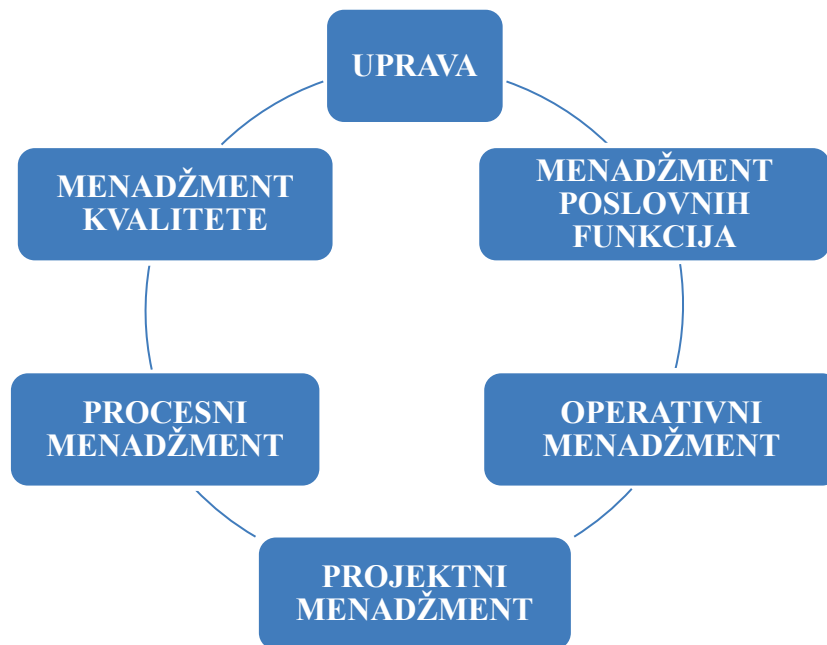 UPRAVA
MENADŽMENT
POSLOVNIH
FUNKCIJA
OPERATIVNI
MENADŽMENT
PROJEKTNI
MENADŽMENT
PROCESNI
MENADŽMENT
MENADŽMENT
KVALITETE